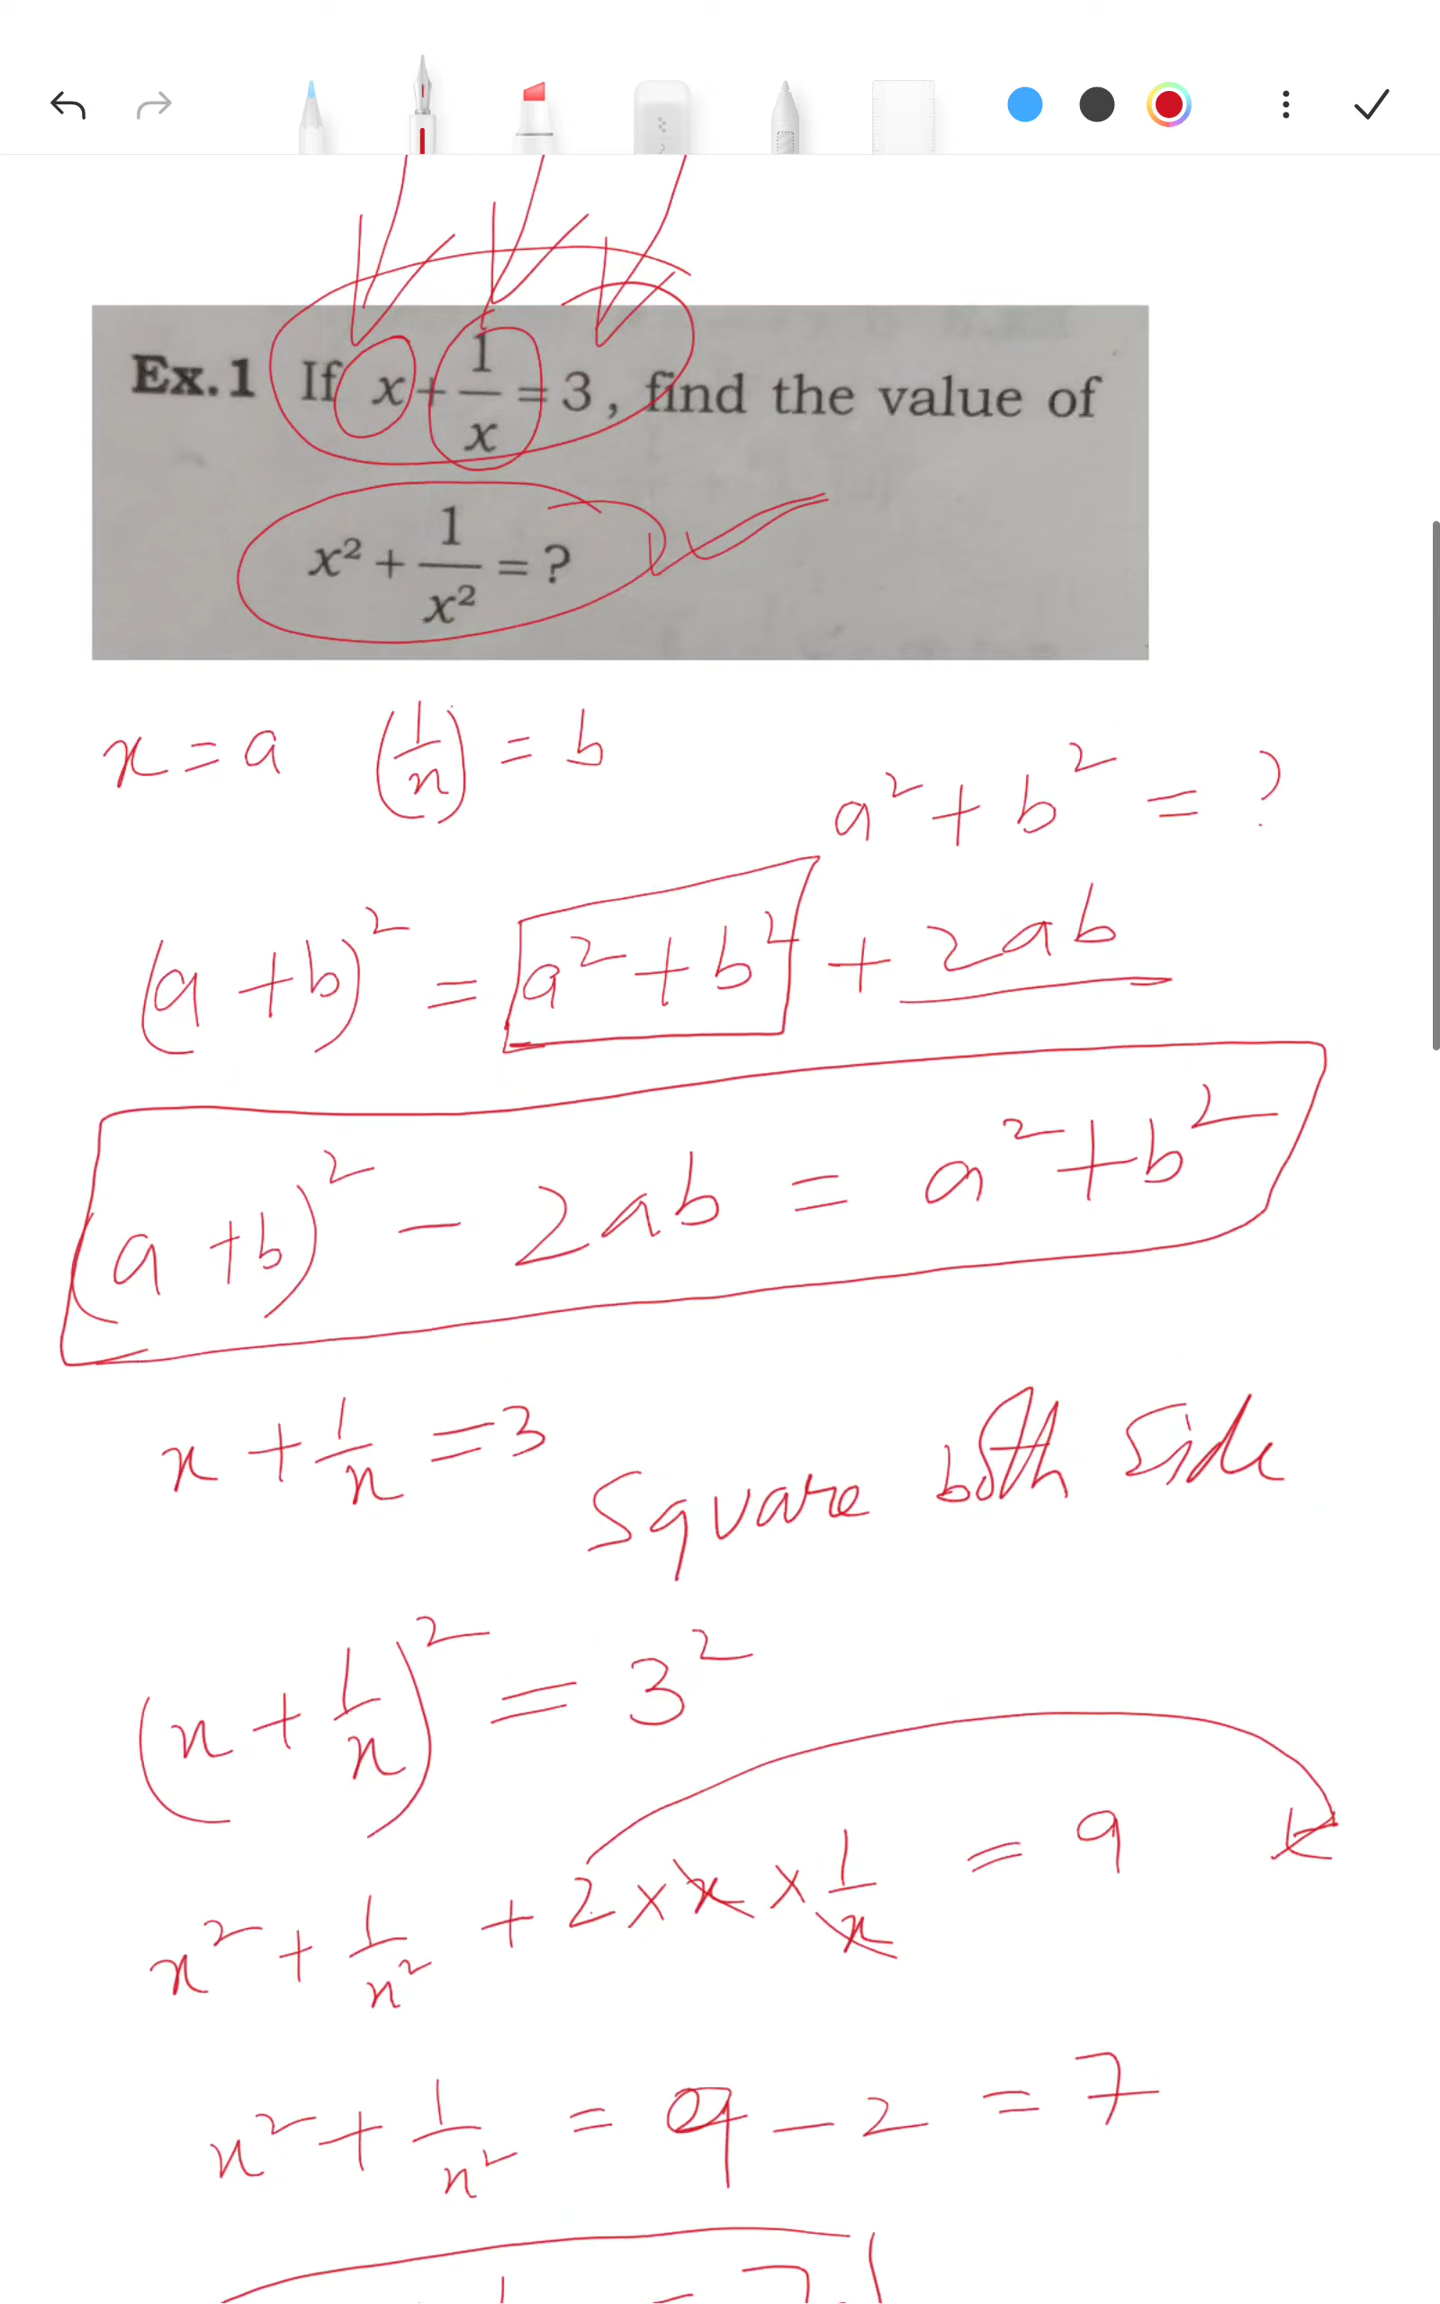 Ex.1 If x + 1/x = 3, find the value of
x² + 1/x² = ?
x = a (1/x) = b
a² + b² = ?
(a + b)² = a² + b² + 2ab
(a + b)² - 2ab = a² + b²
x + 1/x = 3
Square both side
(x + 1/x)² = 3²
x² + 1/x² + 2 × x × 1/x = 9
x² + 1/x² = 9 - 2 = 7